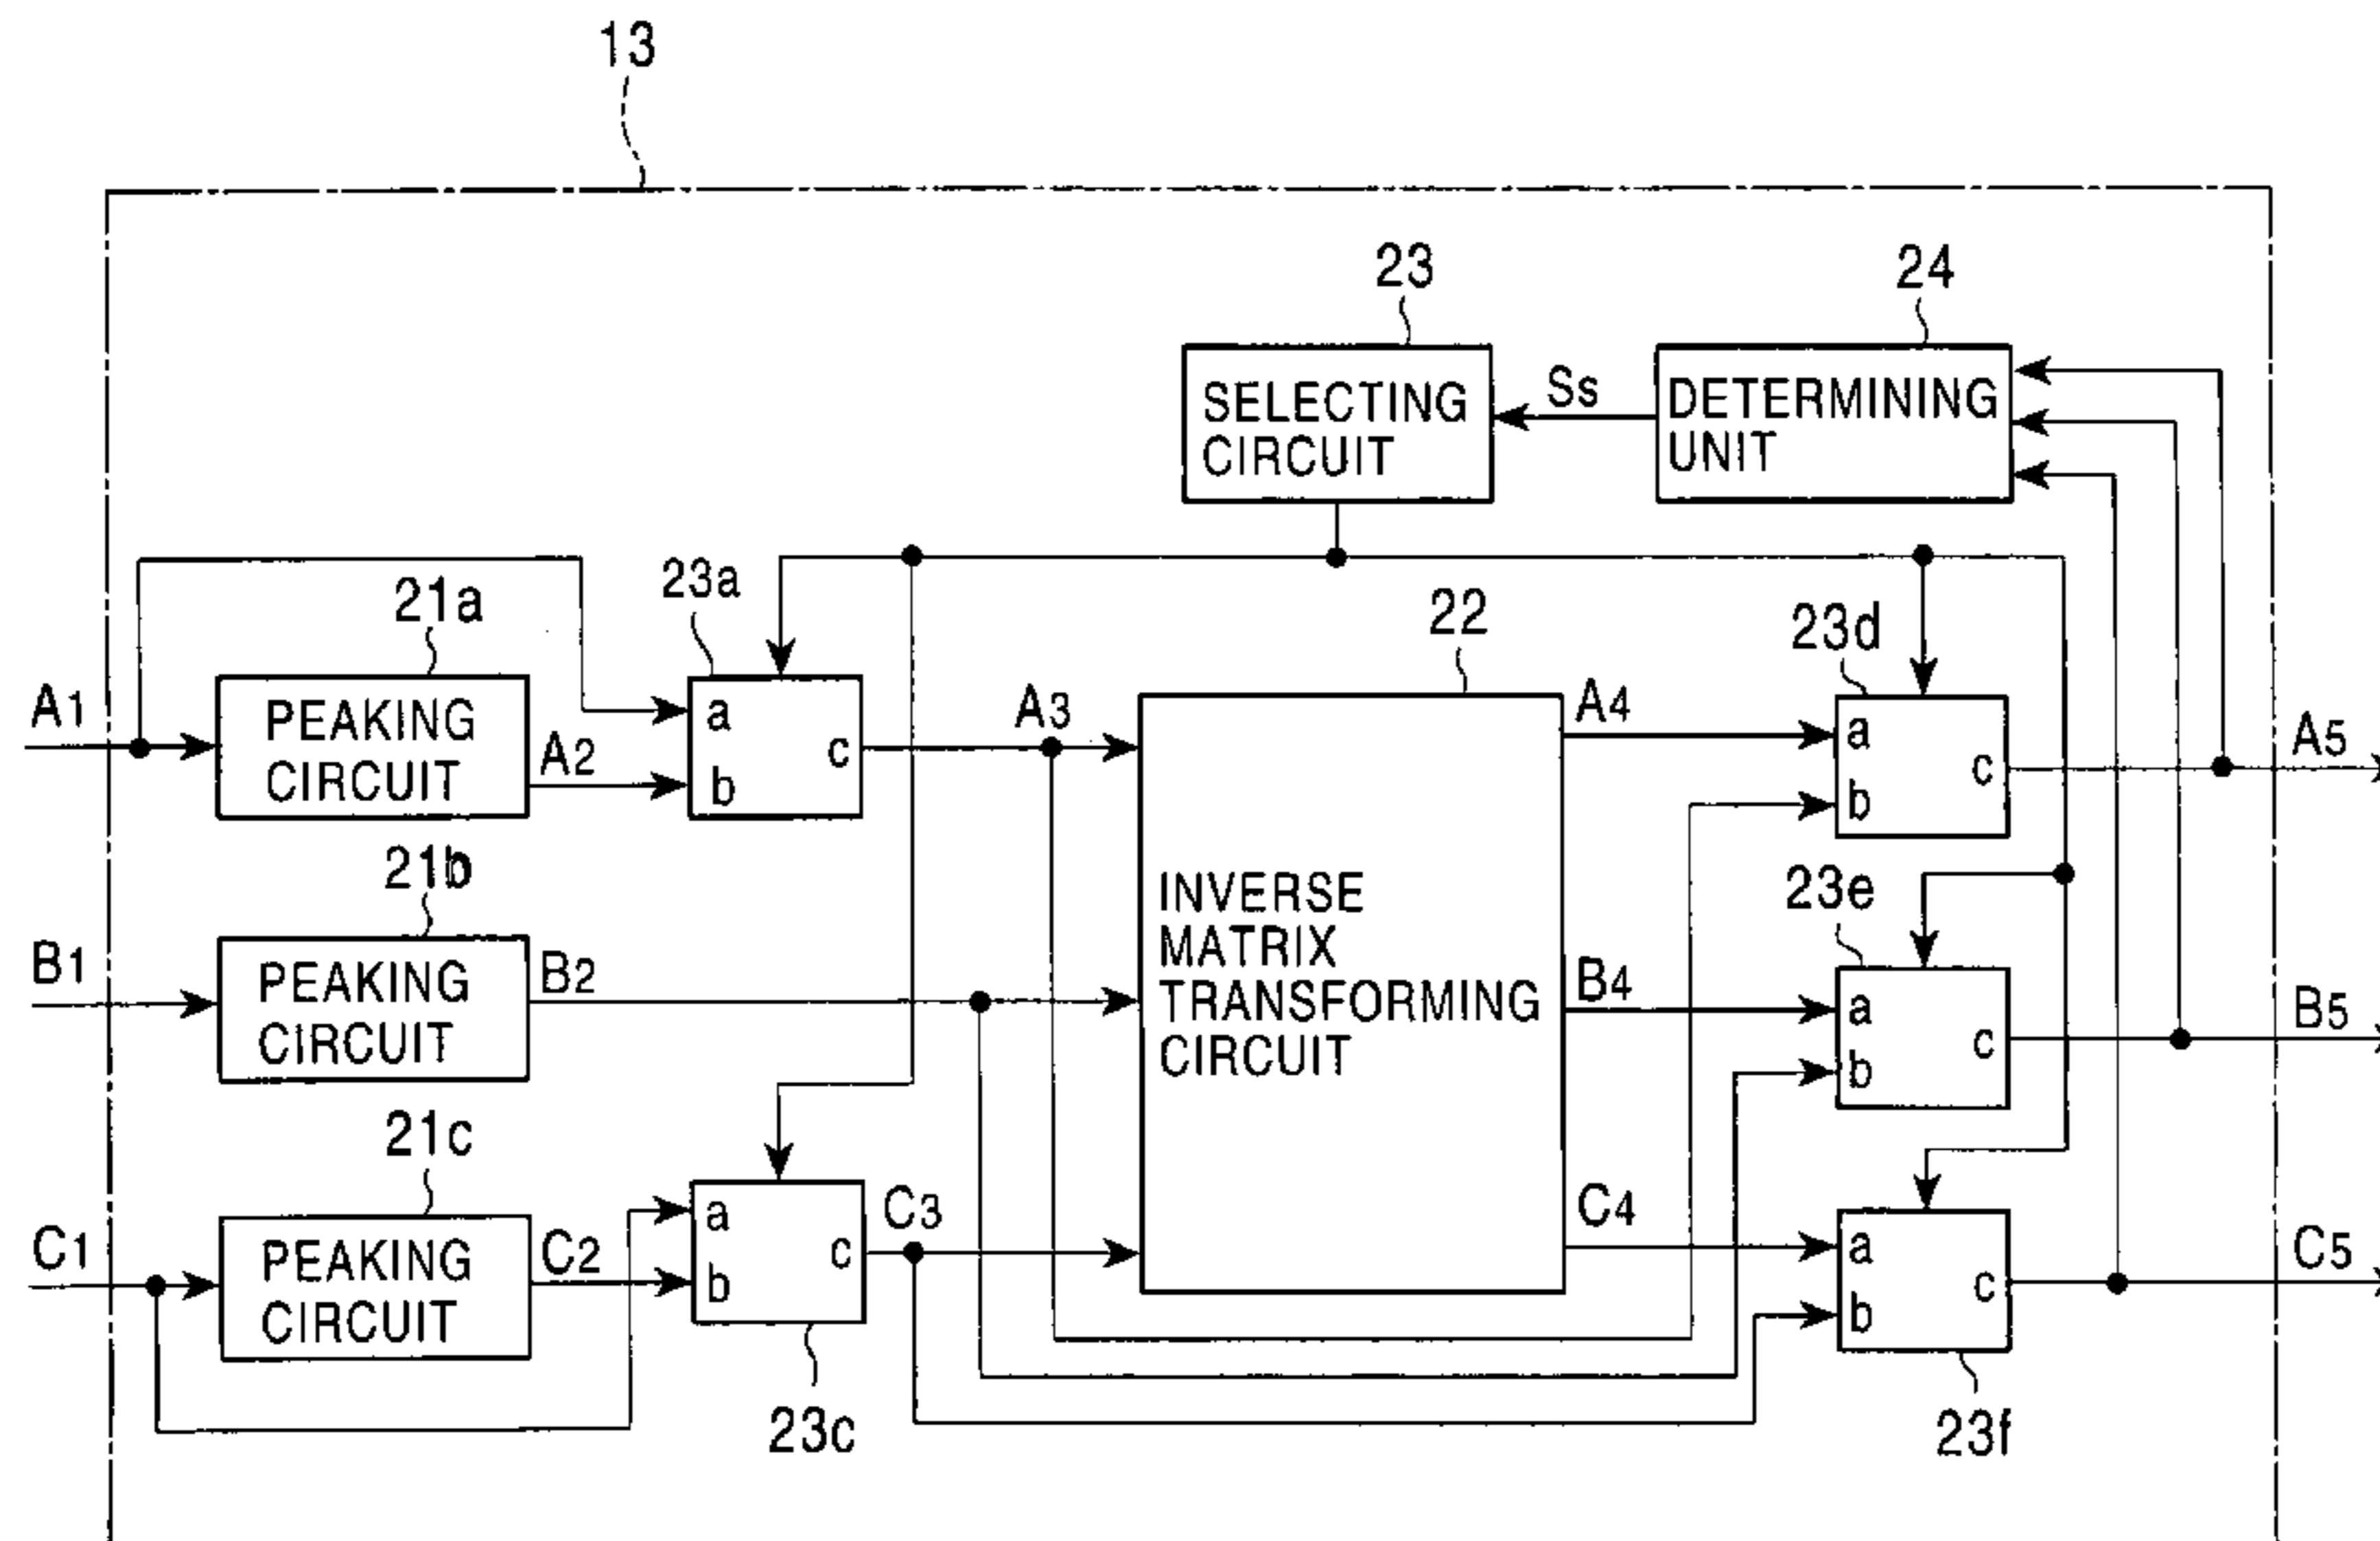 13
23
24
SELECTING
CIRCUIT
Ss
DETERMINING
UNIT
21a
23a
22
23d
A1
PEAKING
CIRCUIT
A2
a
b
c
A3
A4
a
b
c
A5
21b
23e
B1
PEAKING
CIRCUIT
B2
INVERSE
MATRIX
TRANSFORMING
CIRCUIT
B4
a
b
c
B5
21c
C1
PEAKING
CIRCUIT
C2
a
b
c
C3
C4
a
b
c
C5
23c
23f